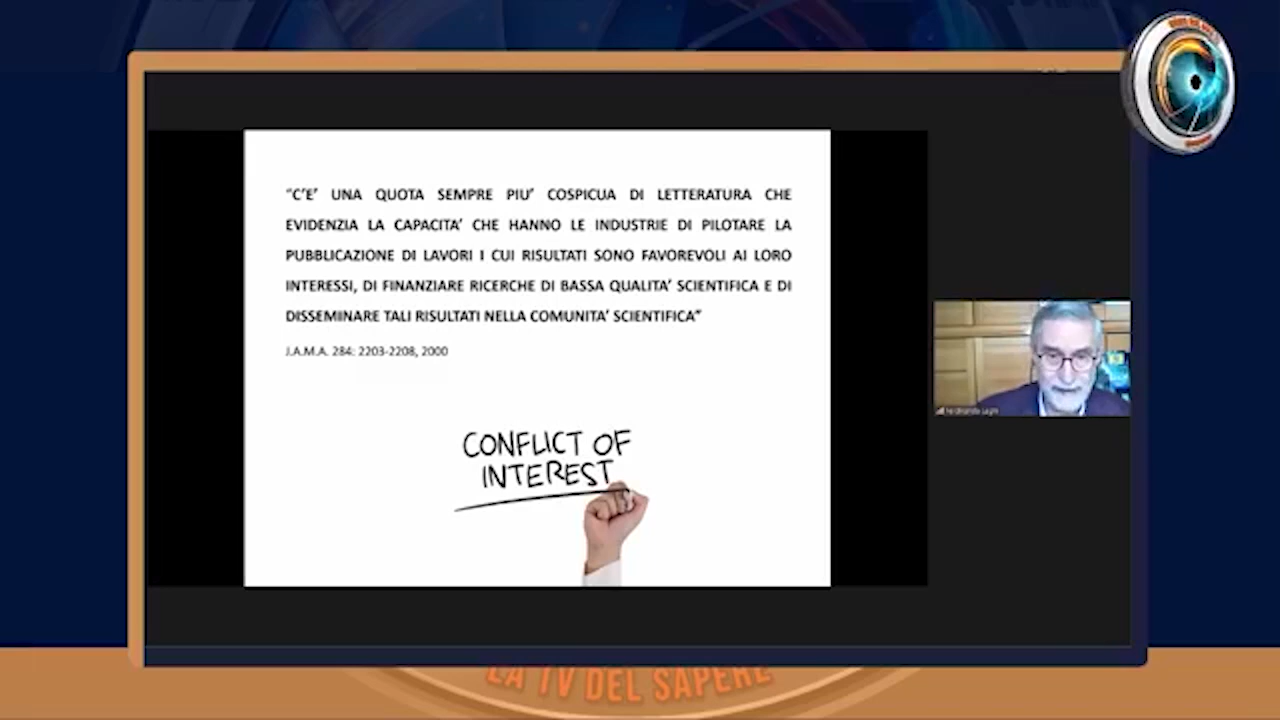 "C'E' UNA QUOTA SEMPRE PIU' COSPICUA DI LETTERATURA CHE
EVIDENZIA LA CAPACITA' CHE HANNO LE INDUSTRIE DI PILOTARE LA
PUBBLICAZIONE DI LAVORI I CUI RISULTATI SONO FAVOREVOLI AI LORO
INTERESSI, DI FINANZIARE RICERCHE DI BASSA QUALITA' SCIENTIFICA E DI
DISSEMINARE TALI RISULTATI NELLA COMUNITA' SCIENTIFICA"
J.A.M.A. 284: 2203-2208, 2000
CONFLICT OF
INTEREST
LA TV DEL SAPERE